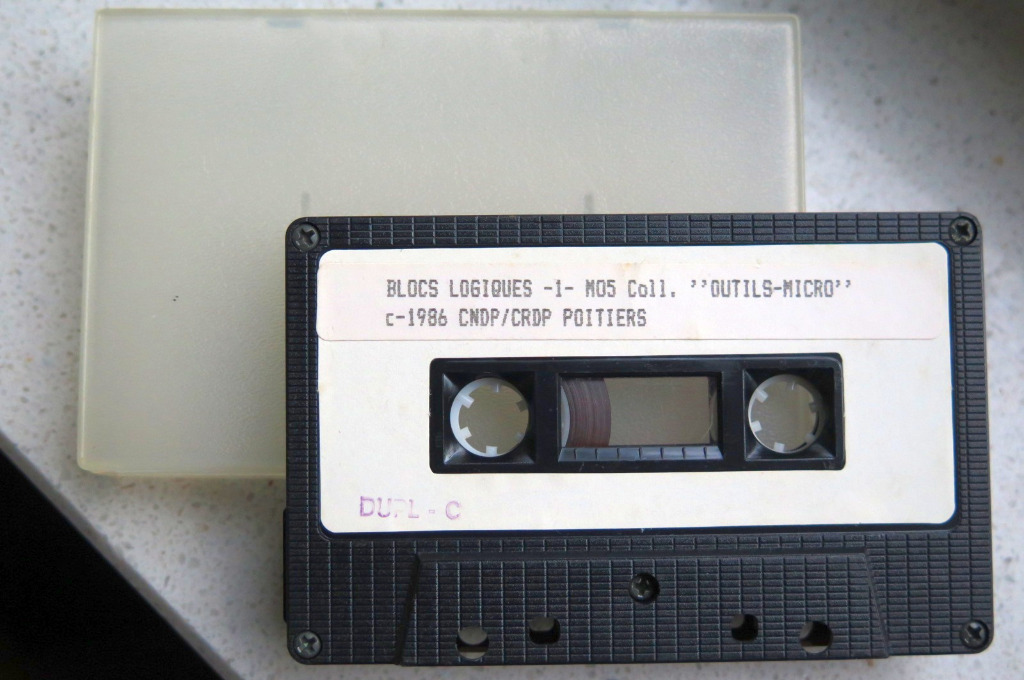 BLOCS LOGIQUES -1- MO5 Coll. ’’OUTILS-MICRO’’
c-1986 CNDP/CRDP POITIERS
DUPL - C